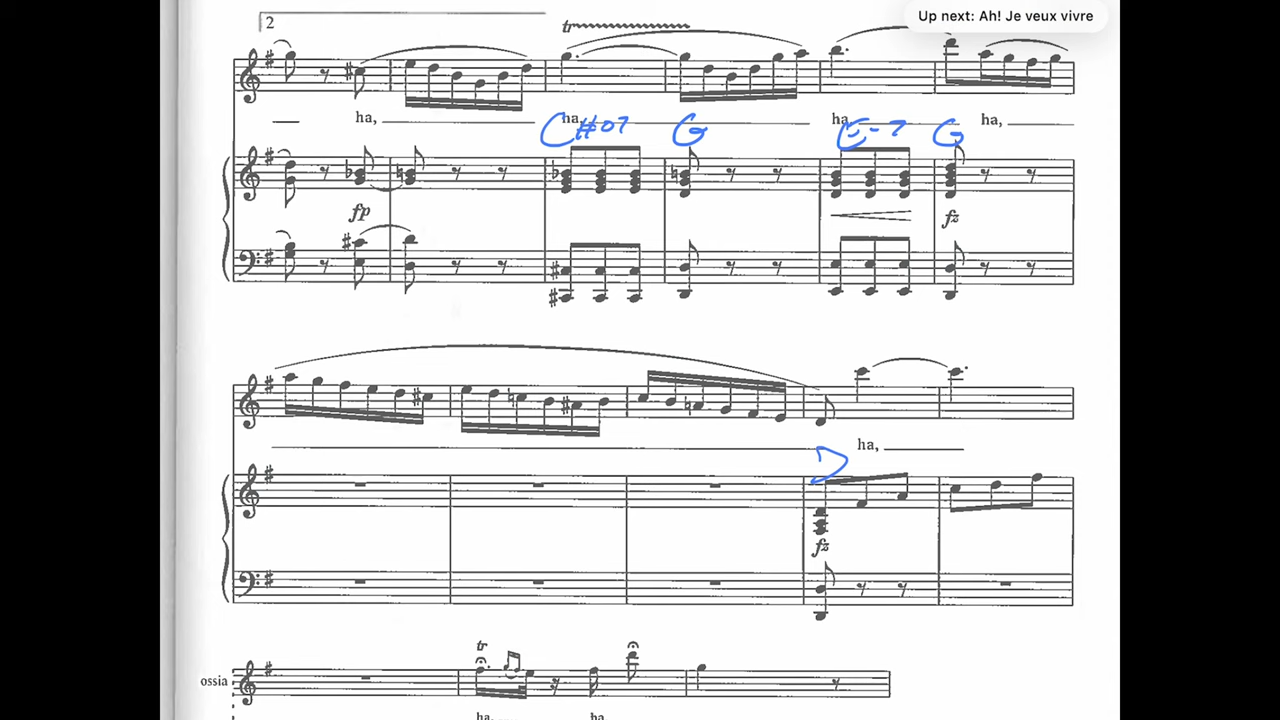 Up next: Ah! Je veux vivre
2
tr
ha, ha, ha, ha,
C#o7 G E-7 G
fp fz
ha,
D
fz
tr
ossia
ha, ha